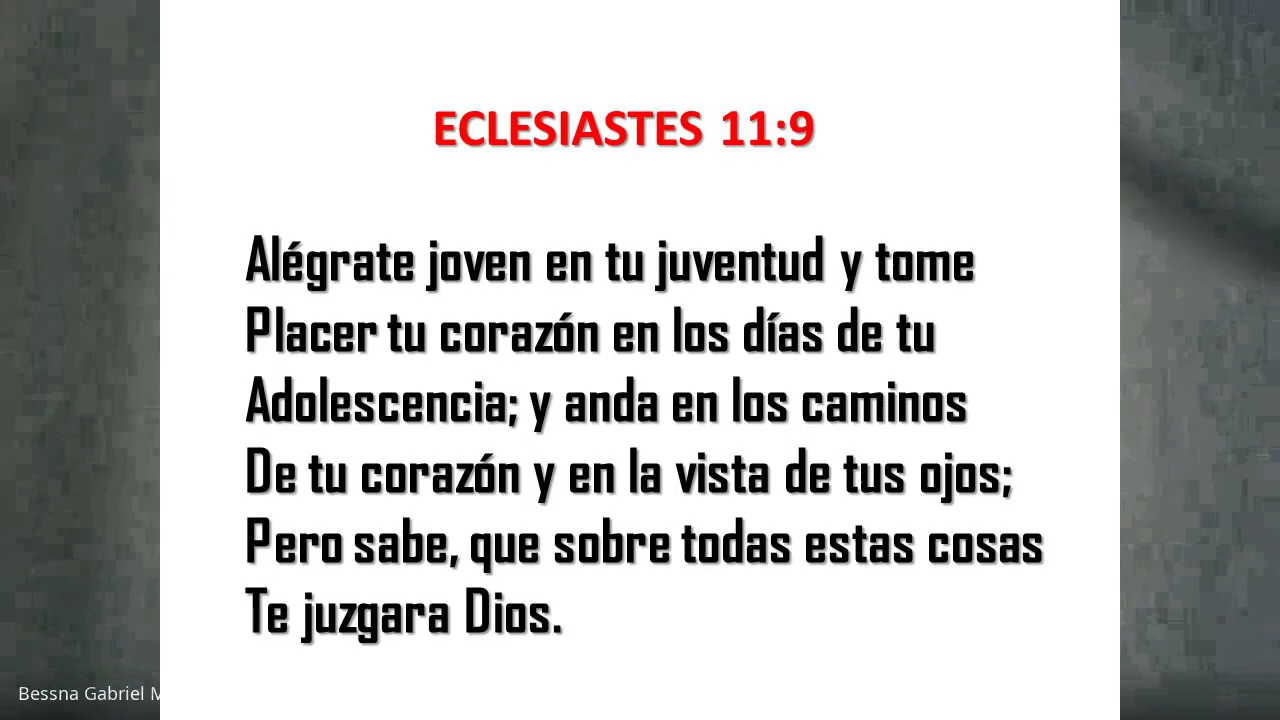 ECLESIASTES 11:9
Alégrate joven en tu juventud y tome
Placer tu corazón en los días de tu
Adolescencia; y anda en los caminos
De tu corazón y en la vista de tus ojos;
Pero sabe, que sobre todas estas cosas
Te juzgara Dios.
Bessna Gabriel M